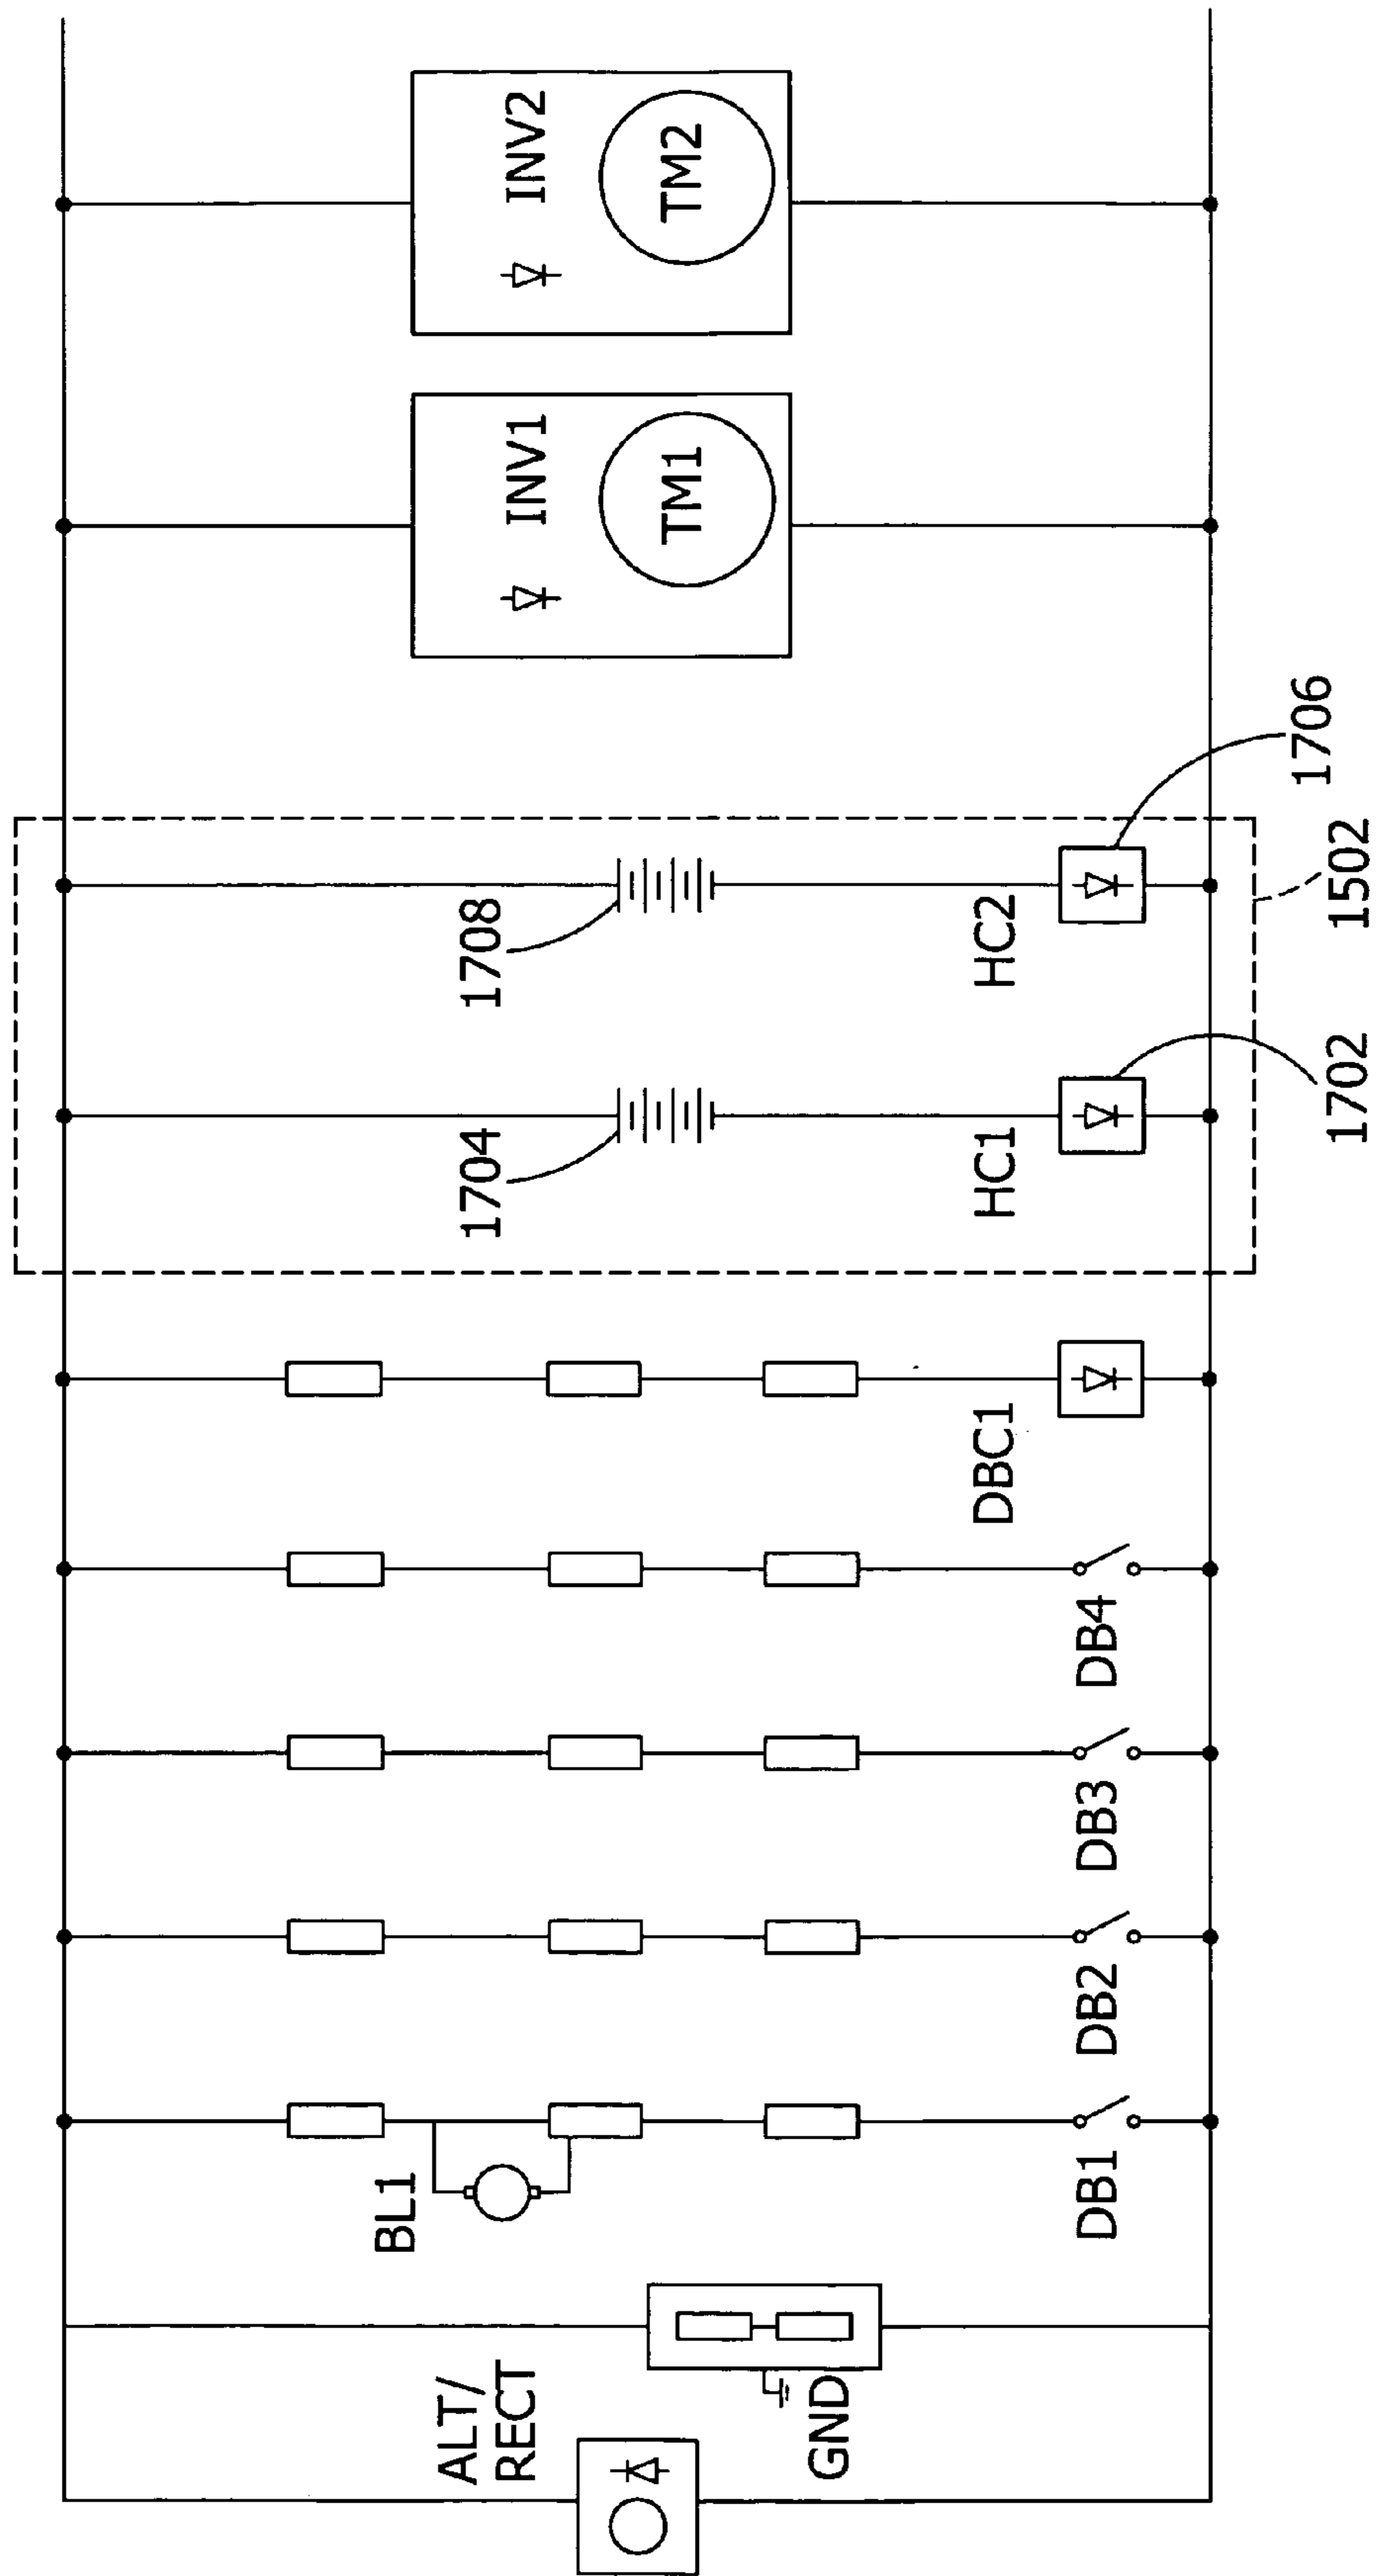 ALT/
RECT
GND
BL1
DB1
DB2
DB3
DB4
DBC1
1704
HC1
1702
1708
HC2
1706
1502
INV1
TM1
INV2
TM2